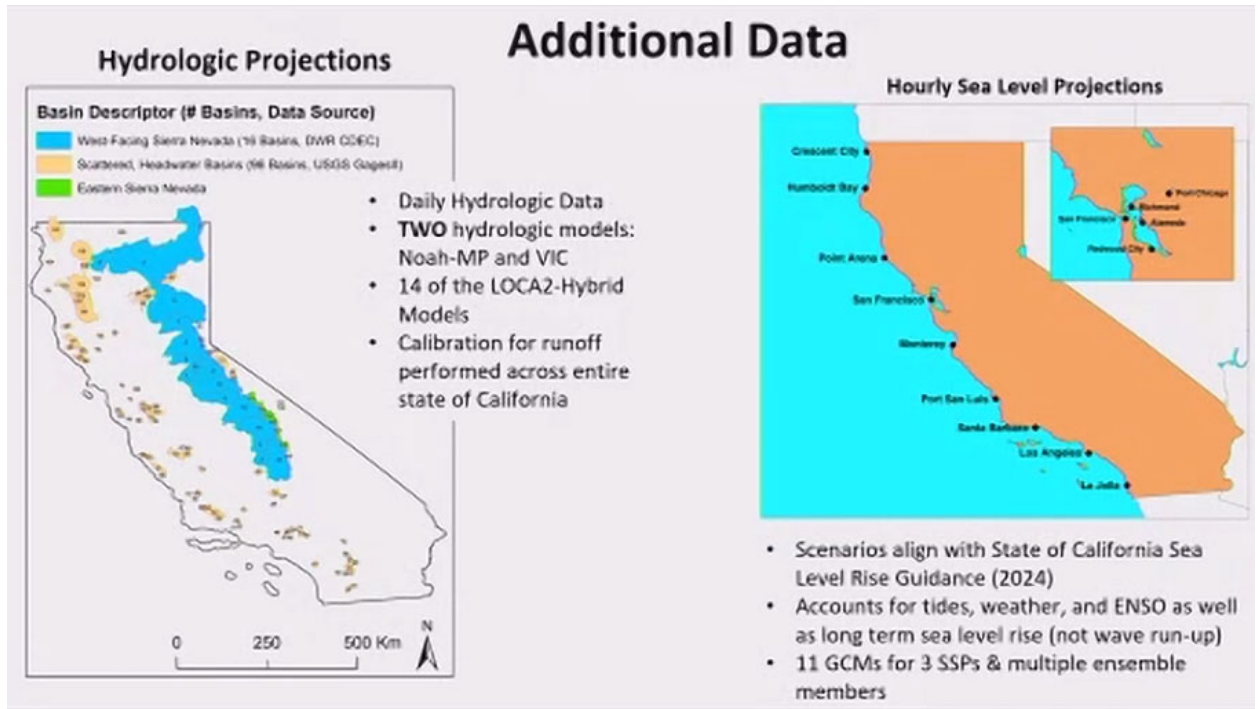 Additional Data
Hydrologic Projections
Basin Descriptor (# Basins, Data Source)
West-Facing Sierra Nevada (16 Basins, DWR CDEC)
Scattered, Headwater Basins (96 Basins, USGS Gages#)
Eastern Sierra Nevada
0 250 500 Km
N
• Daily Hydrologic Data
• TWO hydrologic models:
Noah-MP and VIC
• 14 of the LOCA2-Hybrid
Models
• Calibration for runoff
performed across entire
state of California
Hourly Sea Level Projections
Crescent City
Humboldt Bay
Point Arena
San Francisco
Monterey
Port San Luis
Santa Barbara
Los Angeles
La Jolla
Port Chicago
Richmond
San Francisco
Alameda
Redwood City
• Scenarios align with State of California Sea
Level Rise Guidance (2024)
• Accounts for tides, weather, and ENSO as well
as long term sea level rise (not wave run-up)
• 11 GCMs for 3 SSPs & multiple ensemble
members